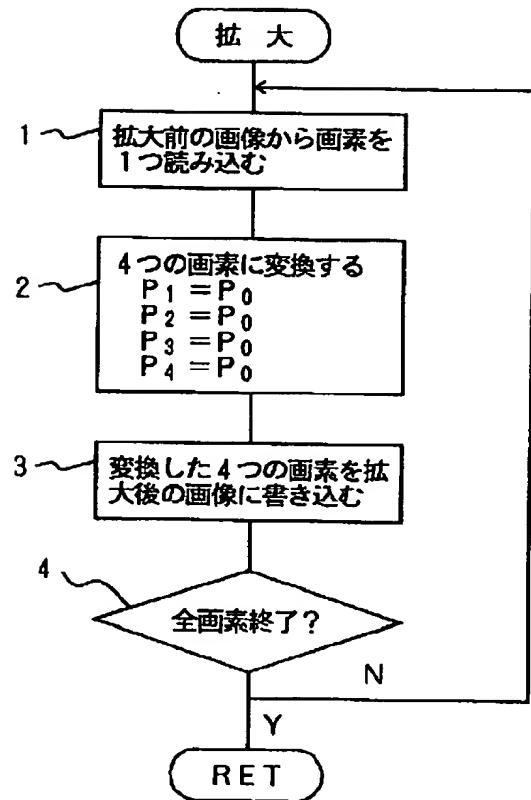 拡 大
1
拡大前の画像から画素を
1つ読み込む
2
4つの画素に変換する
P1 = P0
P2 = P0
P3 = P0
P4 = P0
3
変換した4つの画素を拡
大後の画像に書き込む
4
全画素終了?
N
Y
RET